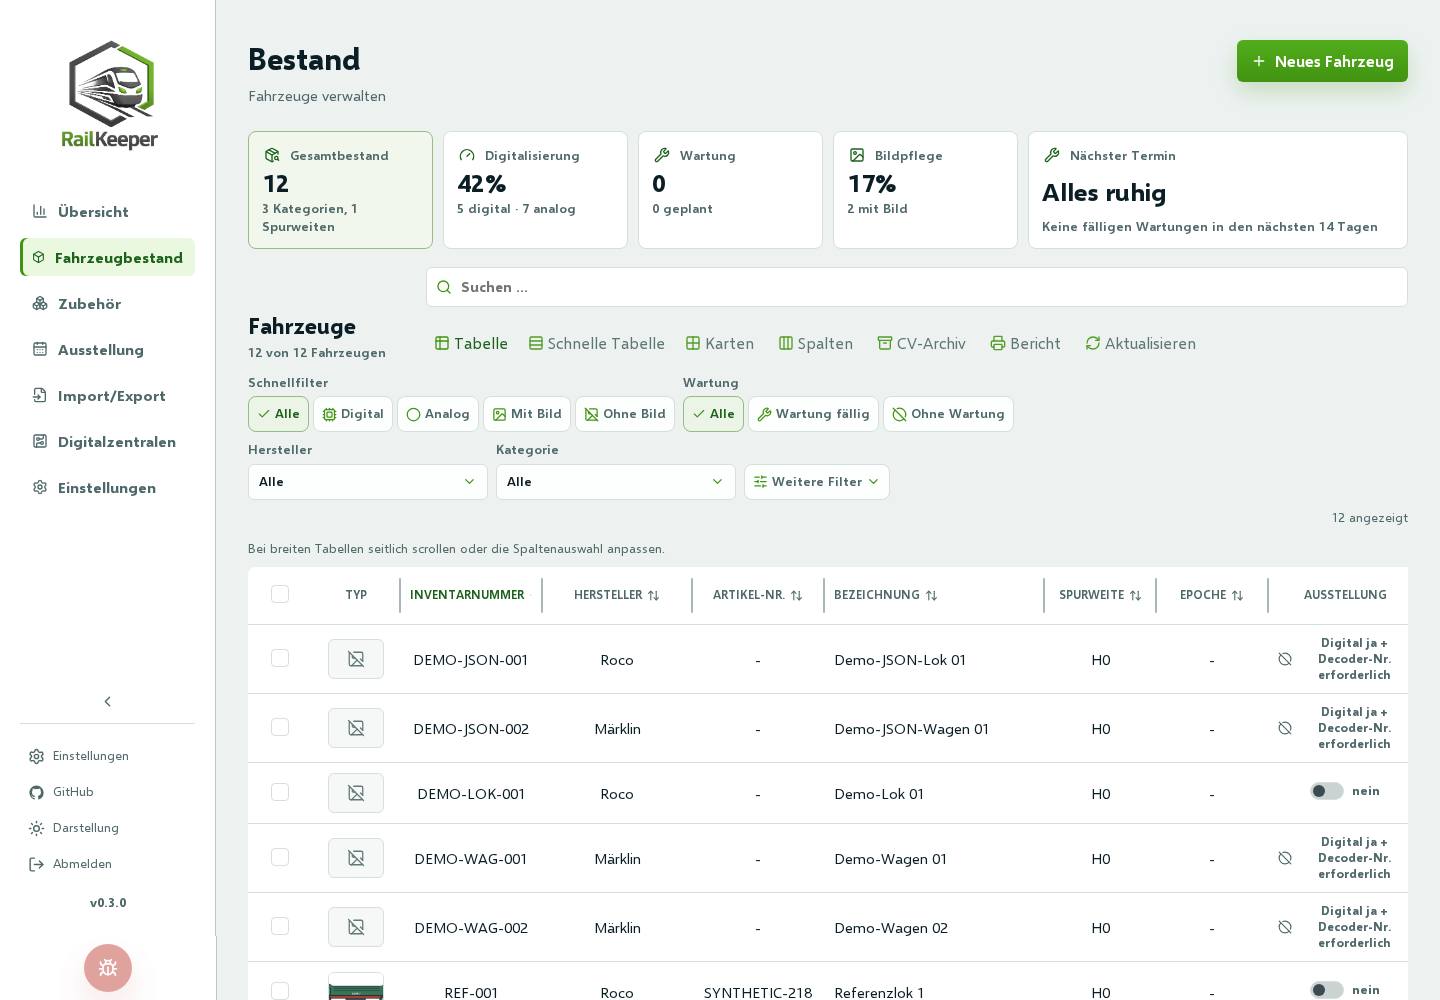 RailKeeper
Übersicht
Fahrzeugbestand
Zubehör
Ausstellung
Import/Export
Digitalzentralen
Einstellungen
Einstellungen
GitHub
Darstellung
Abmelden
v0.3.0
Bestand
Fahrzeuge verwalten
Neues Fahrzeug
Gesamtbestand
12
3 Kategorien, 1
Spurweiten
Digitalisierung
42%
5 digital · 7 analog
Wartung
0
0 geplant
Bildpflege
17%
2 mit Bild
Nächster Termin
Alles ruhig
Keine fälligen Wartungen in den nächsten 14 Tagen
Suchen ...
Fahrzeuge
12 von 12 Fahrzeugen
Tabelle Schnelle Tabelle Karten Spalten CV-Archiv Bericht Aktualisieren
Schnellfilter
Alle Digital Analog Mit Bild Ohne Bild
Wartung
Alle Wartung fällig Ohne Wartung
Hersteller
Alle
Kategorie
Alle
Weitere Filter
12 angezeigt
Bei breiten Tabellen seitlich scrollen oder die Spaltenauswahl anpassen.
TYP INVENTARNUMMER HERSTELLER ARTIKEL-NR. BEZEICHNUNG SPURWEITE EPOCHE AUSSTELLUNG
DEMO-JSON-001 Roco - Demo-JSON-Lok 01 H0 - Digital ja +
Decoder-Nr.
erforderlich
DEMO-JSON-002 Märklin - Demo-JSON-Wagen 01 H0 - Digital ja +
Decoder-Nr.
erforderlich
DEMO-LOK-001 Roco - Demo-Lok 01 H0 - nein
DEMO-WAG-001 Märklin - Demo-Wagen 01 H0 - Digital ja +
Decoder-Nr.
erforderlich
DEMO-WAG-002 Märklin - Demo-Wagen 02 H0 - Digital ja +
Decoder-Nr.
erforderlich
REF-001 Roco SYNTHETIC-218 Referenzlok 1 H0 - nein